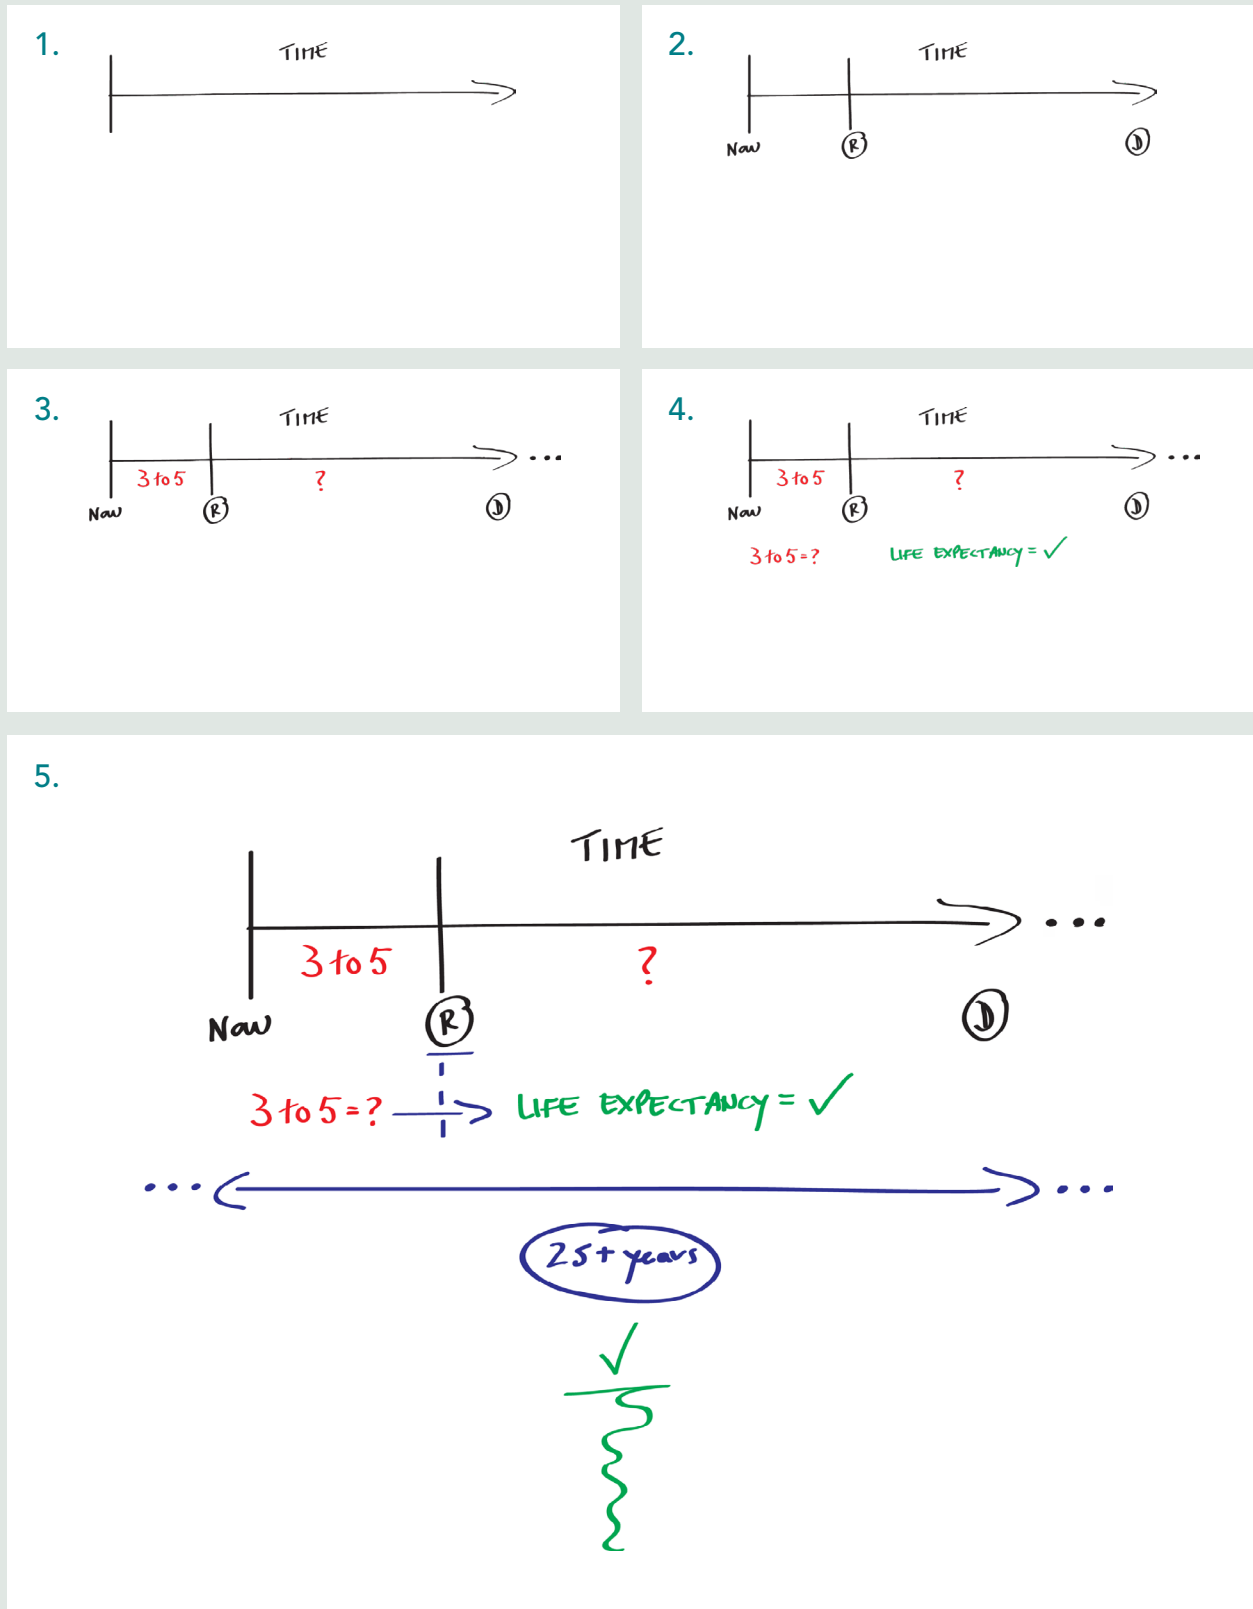 1.
TIME
2.
TIME
Now R D
3.
TIME
...
3 to 5 ?
Now R D
4.
TIME
...
3 to 5 ?
Now R D
3 to 5 = ? LIFE EXPECTANCY = ✓
5.
TIME
...
3 to 5 ?
Now R D
3 to 5 = ? → LIFE EXPECTANCY = ✓
... ...
25+ years
✓